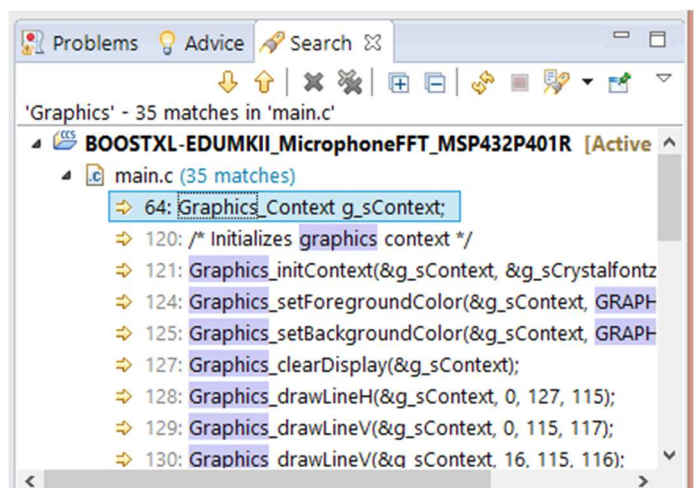 Problems Advice Search
'Graphics' - 35 matches in 'main.c'
BOOSTXL-EDUMKII_MicrophoneFFT_MSP432P401R [Active
main.c (35 matches)
64: Graphics_Context g_sContext;
120: /* Initializes graphics context */
121: Graphics_initContext(&g_sContext, &g_sCrystalfontz
124: Graphics_setForegroundColor(&g_sContext, GRAPH
125: Graphics_setBackgroundColor(&g_sContext, GRAPH
127: Graphics_clearDisplay(&g_sContext);
128: Graphics_drawLineH(&g_sContext, 0, 127, 115);
129: Graphics_drawLineV(&g_sContext, 0, 115, 117);
130: Graphics_drawLineV(&g_sContext, 16, 115, 116);